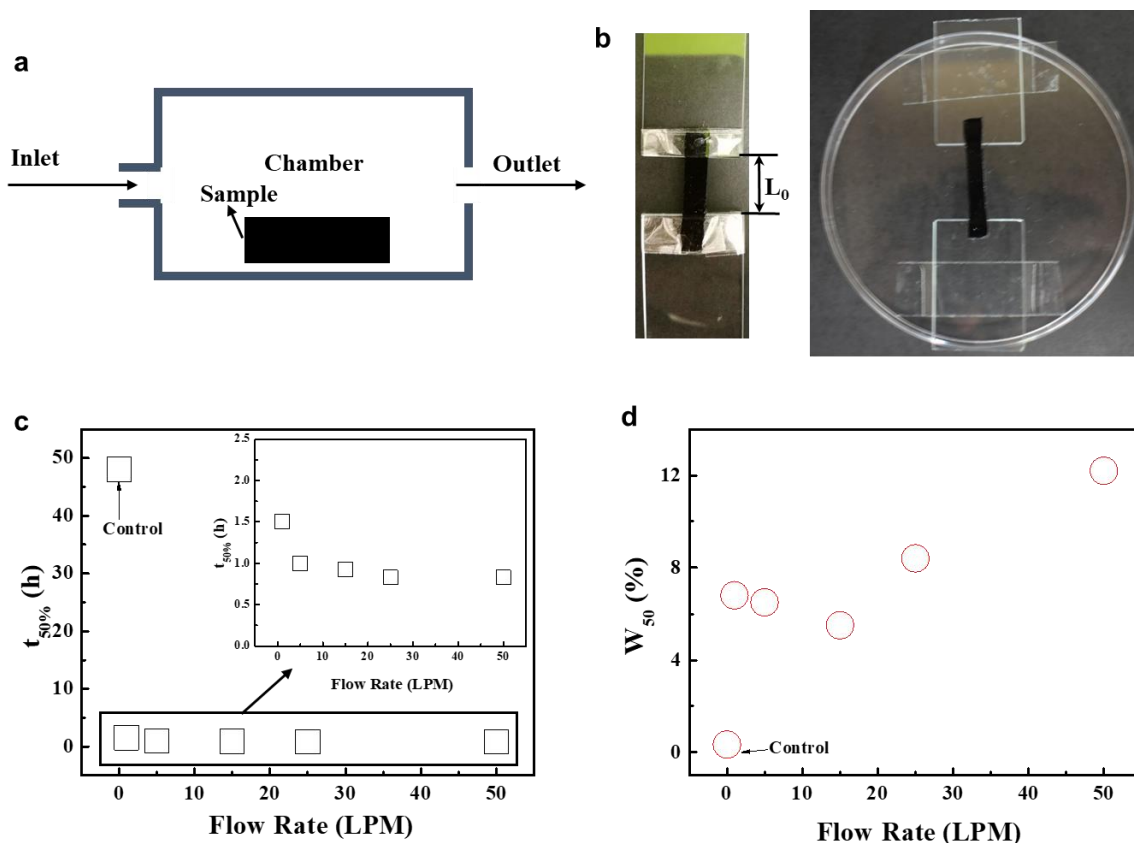 a
Inlet
Chamber
Outlet
Sample
b
L₀
c
50
40
30
20
10
0
t₅₀% (h)
Control
0 10 20 30 40 50
Flow Rate (LPM)
2.5
2.0
1.5
1.0
0.5
0.0
t₅₀% (h)
0 10 20 30 40 50
Flow Rate (LPM)
d
12
8
4
0
W₅₀ (%)
Control
0 10 20 30 40 50
Flow Rate (LPM)